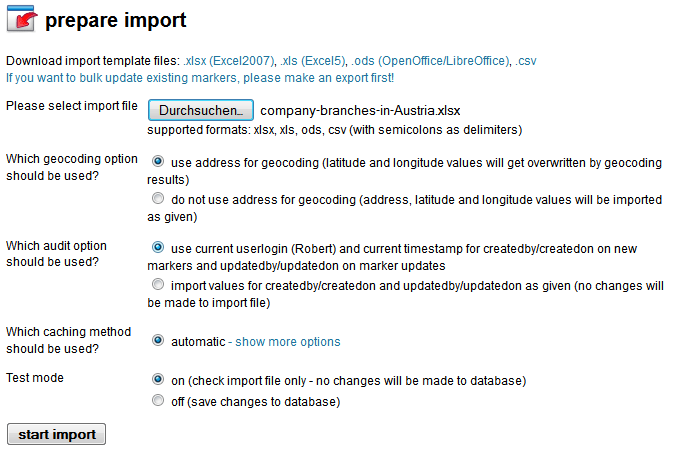 prepare import
Download import template files: .xlsx (Excel2007), .xls (Excel5), .ods (OpenOffice/LibreOffice), .csv
If you want to bulk update existing markers, please make an export first!
Please select import file
Durchsuchen... company-branches-in-Austria.xlsx
supported formats: xlsx, xls, ods, csv (with semicolons as delimiters)
Which geocoding option
should be used?
use address for geocoding (latitude and longitude values will get overwritten by geocoding
results)
do not use address for geocoding (address, latitude and longitude values will be imported
as given)
Which audit option
should be used?
use current userlogin (Robert) and current timestamp for createdby/createdon on new
markers and updatedby/updatedon on marker updates
import values for createdby/createdon and updatedby/updatedon as given (no changes will
be made to import file)
Which caching method
should be used?
automatic - show more options
Test mode
on (check import file only - no changes will be made to database)
off (save changes to database)
start import